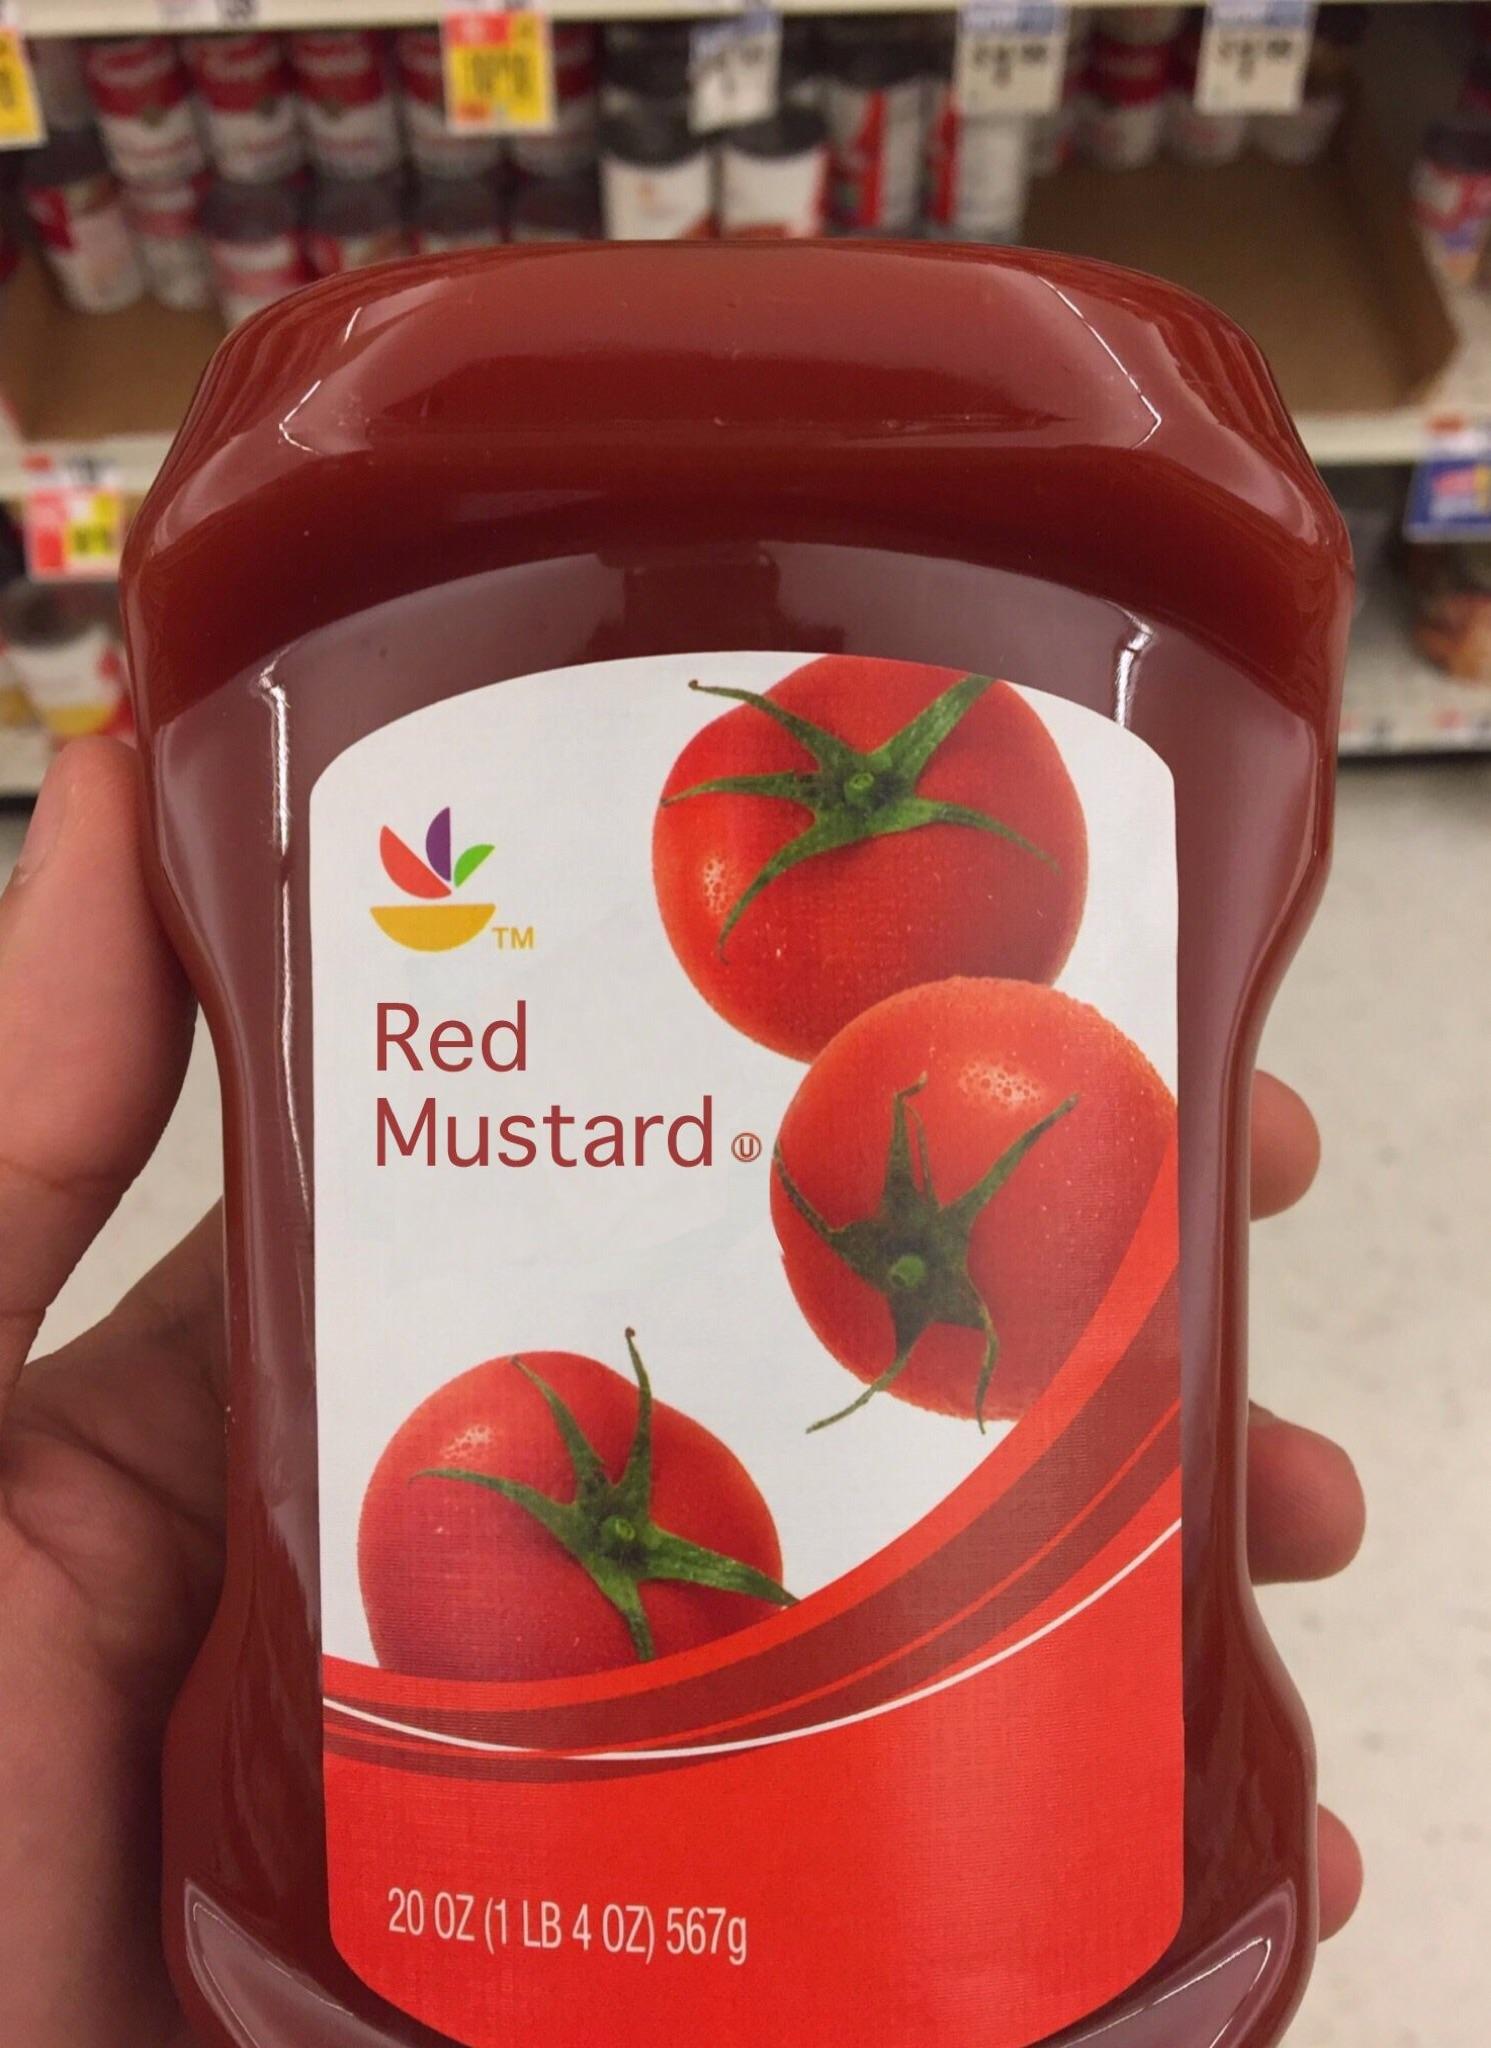 TM
Red
Mustard Ⓤ
20 OZ (1 LB 4 OZ) 567g